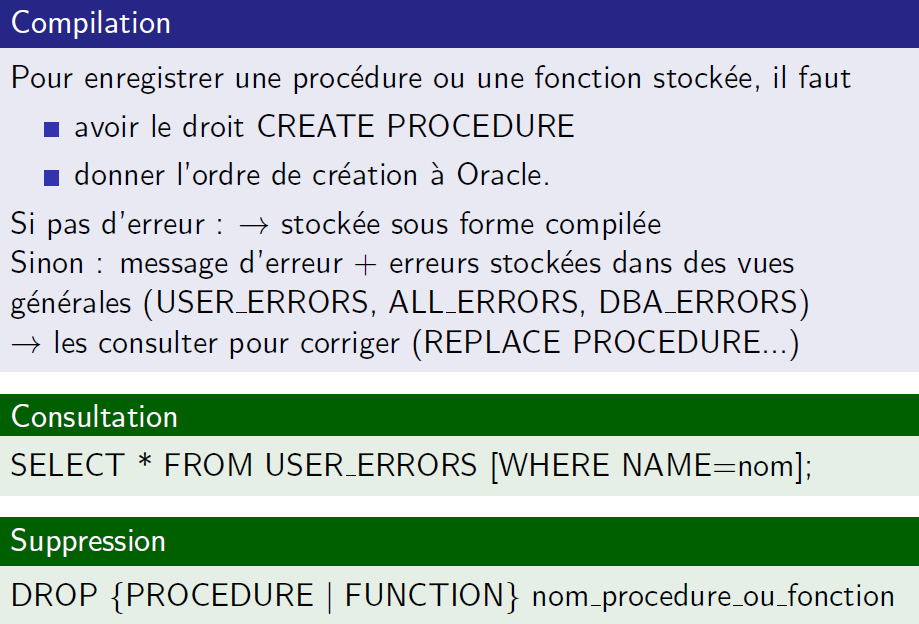 Compilation
Pour enregistrer une procédure ou une fonction stockée, il faut
avoir le droit CREATE PROCEDURE
donner l'ordre de création à Oracle.
Si pas d'erreur : → stockée sous forme compilée
Sinon : message d'erreur + erreurs stockées dans des vues
générales (USER_ERRORS, ALL_ERRORS, DBA_ERRORS)
→ les consulter pour corriger (REPLACE PROCEDURE...)
Consultation
SELECT * FROM USER_ERRORS [WHERE NAME=nom];
Suppression
DROP {PROCEDURE | FUNCTION} nom_procedure_ou_fonction